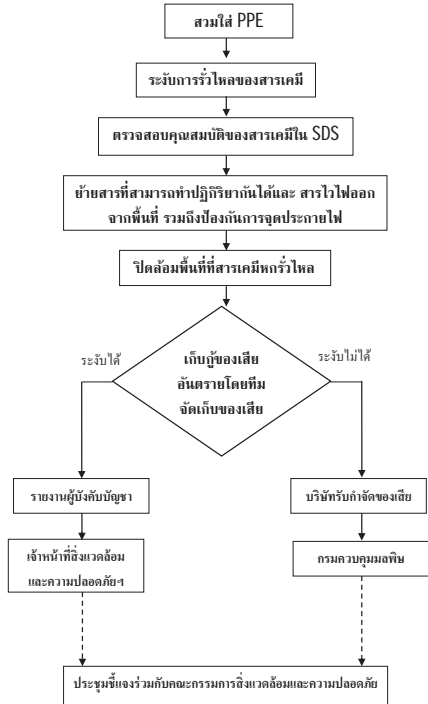 สวมใส่ PPE
ระงับการรั่วไหลของสารเคมี
ตรวจสอบคุณสมบัติของสารเคมีใน SDS
ย้ายสารที่สามารถทำปฏิกิริยากันได้และ สารไวไฟออก
จากพื้นที่ รวมถึงป้องกันการจุดประกายไฟ
ปิดล้อมพื้นที่ที่สารเคมีหกรั่วไหล
ระงับได้
เก็บกู้ของเสีย
อันตรายโดยทีม
จัดเก็บของเสีย
ระงับไม่ได้
รายงานผู้บังคับบัญชา
บริษัทรับกำจัดของเสีย
เจ้าหน้าที่สิ่งแวดล้อม
และความปลอดภัยฯ
กรมควบคุมมลพิษ
ประชุมชี้แจงร่วมกับคณะกรรมการสิ่งแวดล้อมและความปลอดภัย